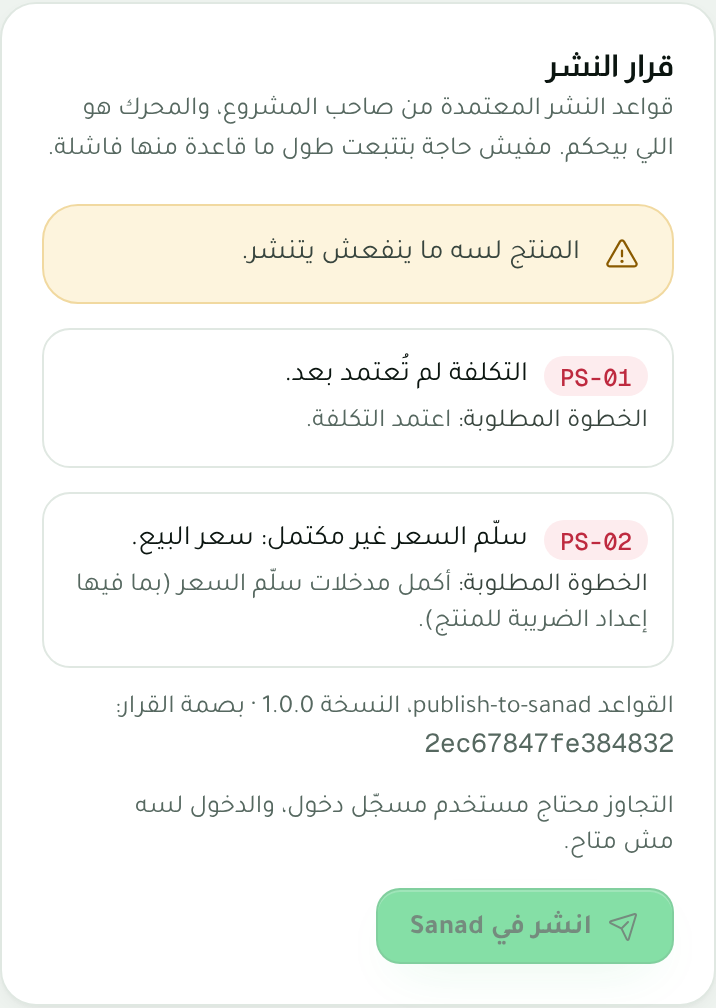 قرار النشر
قواعد النشر المعتمدة من صاحب المشروع، والمحرك هو
اللي بيحكم. مفيش حاجة بتتبعت طول ما قاعدة منها فاشلة.
المنتج لسه ما ينفعش يتنشر.
PS-01 التكلفة لم تُعتمد بعد.
الخطوة المطلوبة: اعتمد التكلفة.
PS-02 سلّم السعر غير مكتمل: سعر البيع.
الخطوة المطلوبة: أكمل مدخلات سلّم السعر (بما فيها
إعداد الضريبة للمنتج).
القواعد publish-to-sanad، النسخة 1.0.0 · بصمة القرار:
2ec67847fe384832
التجاوز محتاج مستخدم مسجّل دخول، والدخول لسه
مش متاح.
انشر في Sanad